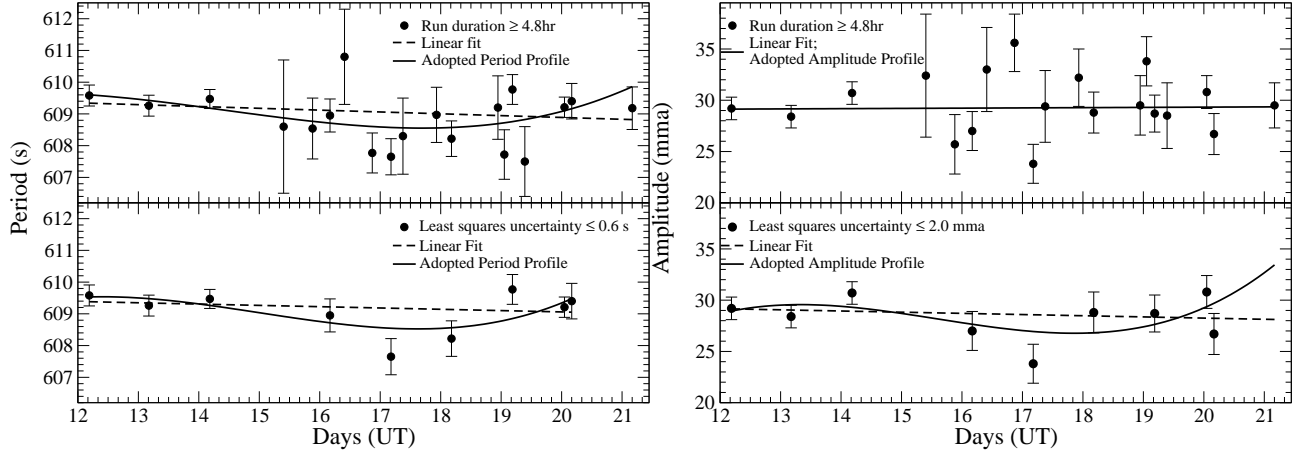 Period (s)
612
611
610
609
608
607
Run duration ≥ 4.8hr
Linear fit
Adopted Period Profile
612
611
610
609
608
607
Least squares uncertainty ≤ 0.6 s
Linear Fit
Adopted Period Profile
12 13 14 15 16 17 18 19 20 21
Days (UT)
Amplitude (mma)
35
30
25
20
Run duration ≥ 4.8hr
Linear Fit;
Adopted Amplitude Profile
35
30
25
20
Least squares uncertainty ≤ 2.0 mma
Linear Fit
Adopted Amplitude Profile
12 13 14 15 16 17 18 19 20 21
Days (UT)